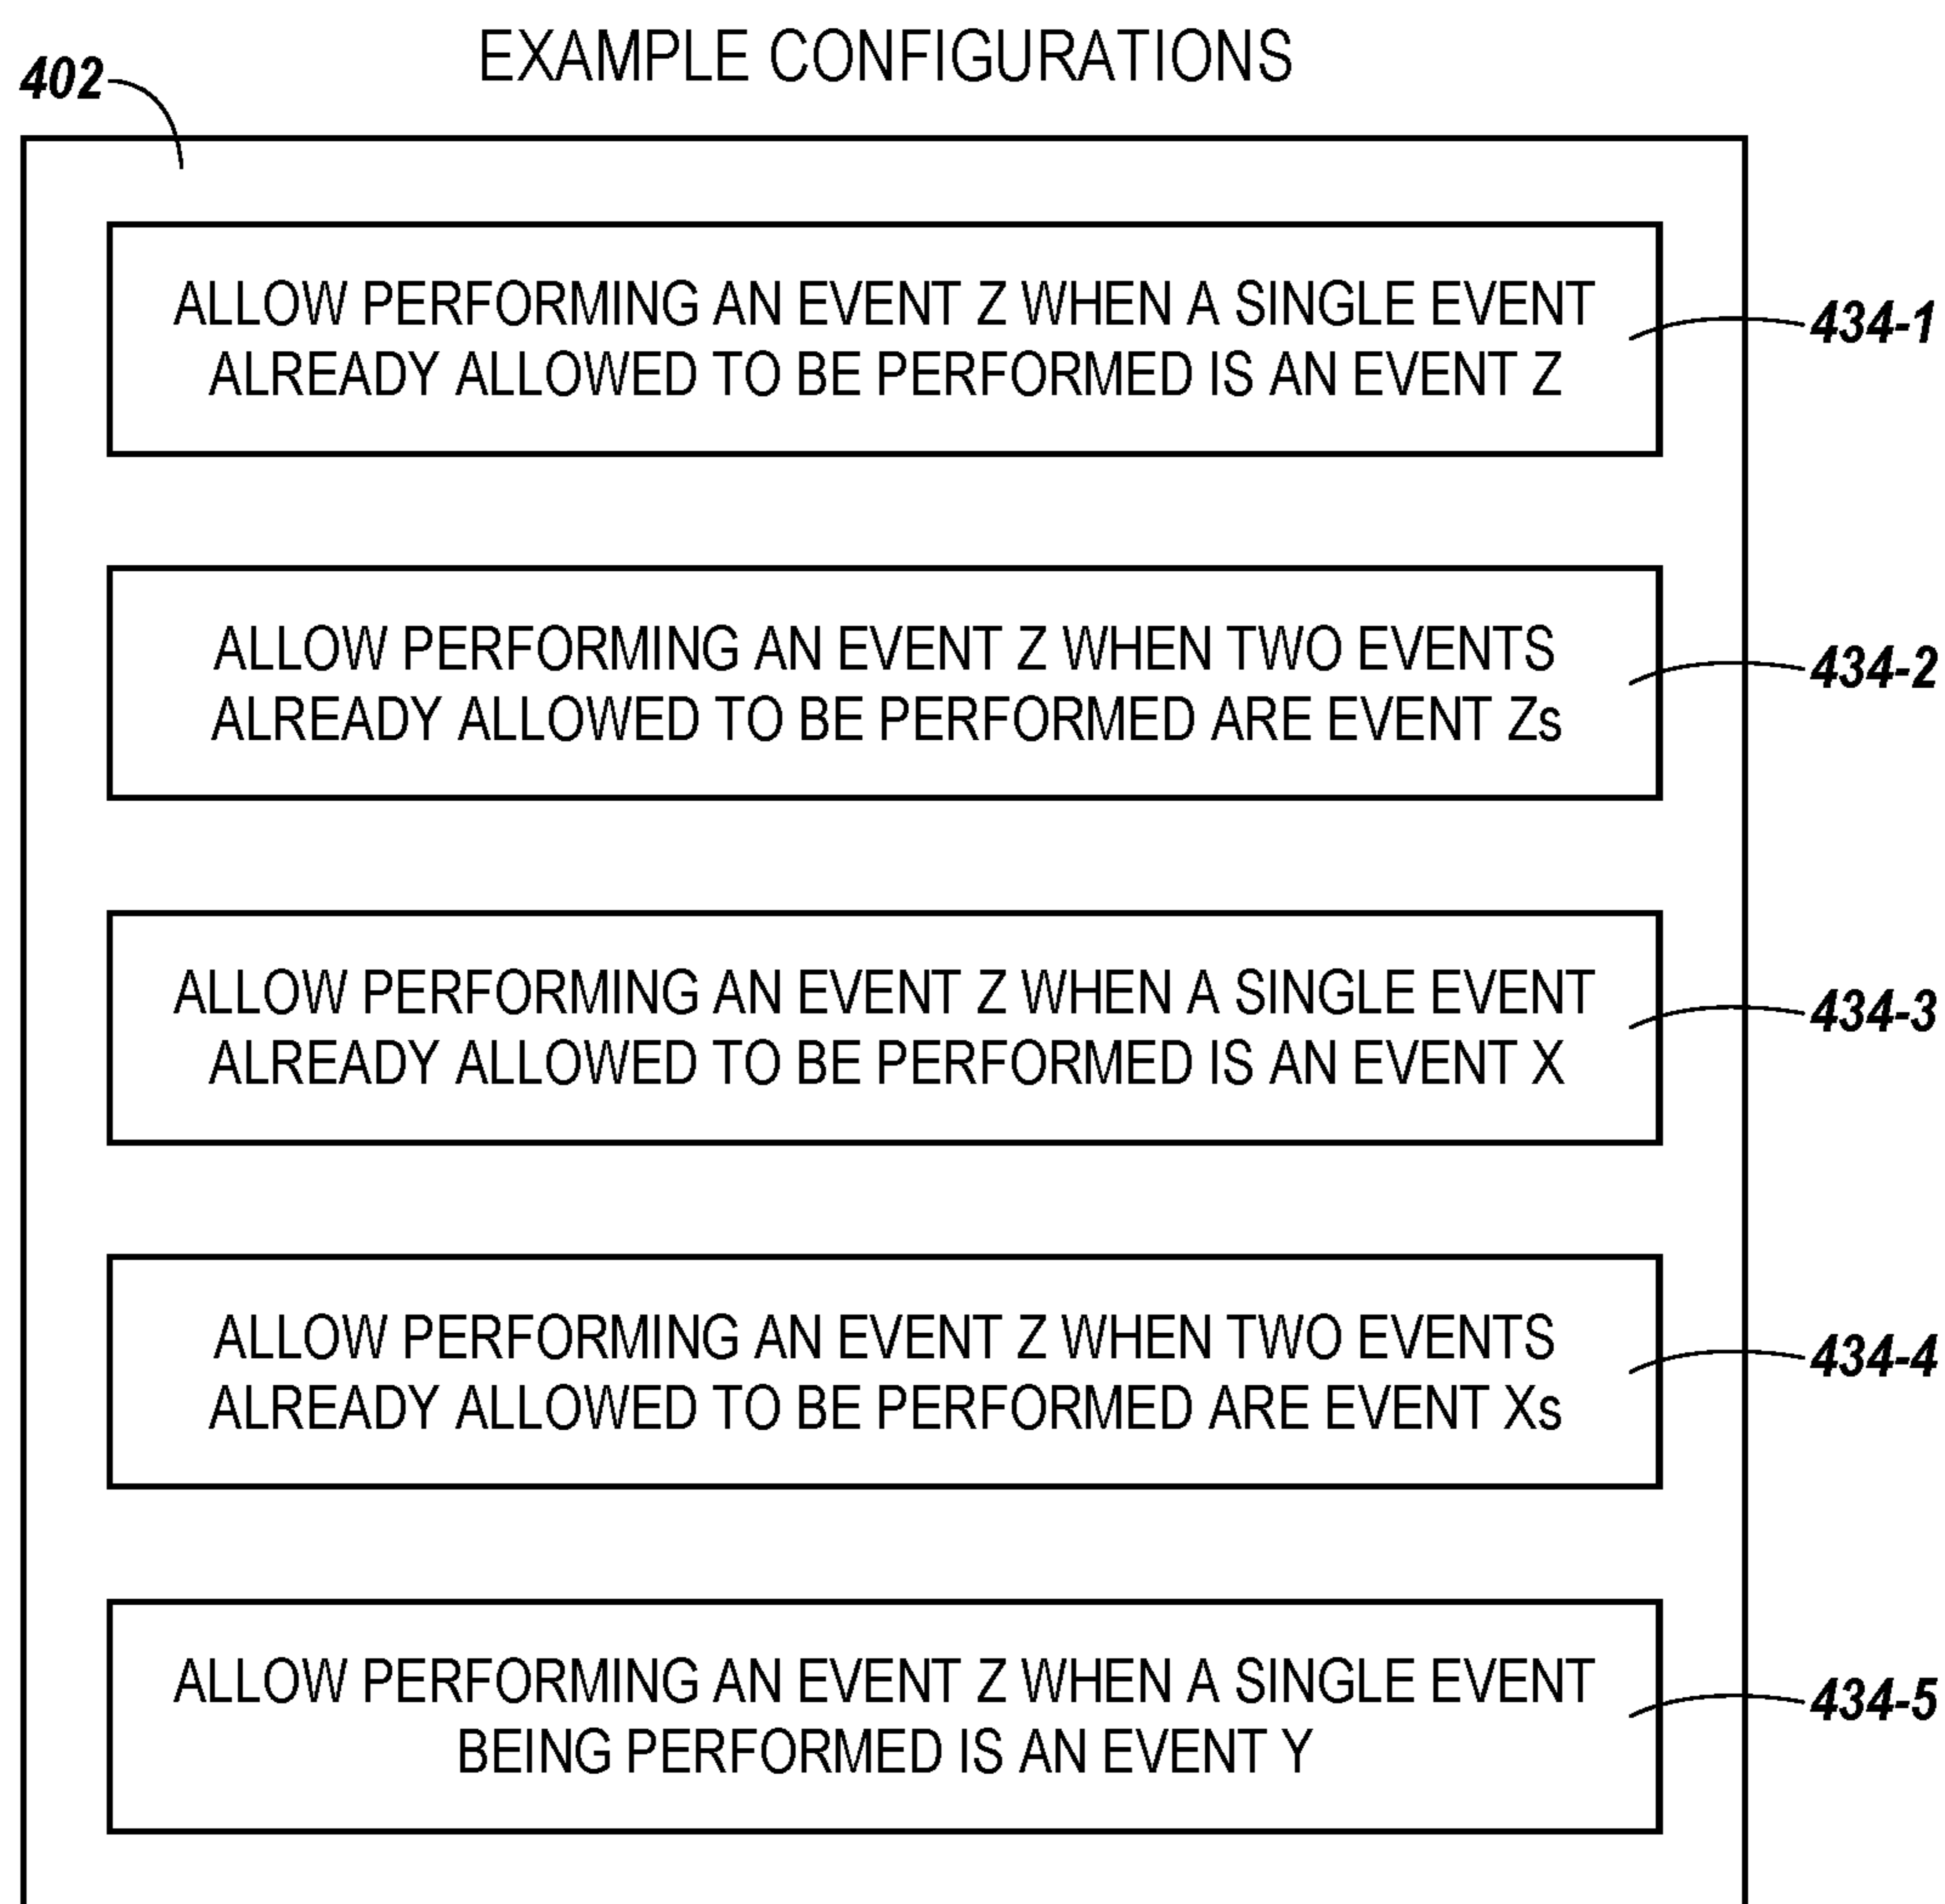 EXAMPLE CONFIGURATIONS
402
ALLOW PERFORMING AN EVENT Z WHEN A SINGLE EVENT
ALREADY ALLOWED TO BE PERFORMED IS AN EVENT Z
434-1
ALLOW PERFORMING AN EVENT Z WHEN TWO EVENTS
ALREADY ALLOWED TO BE PERFORMED ARE EVENT Zs
434-2
ALLOW PERFORMING AN EVENT Z WHEN A SINGLE EVENT
ALREADY ALLOWED TO BE PERFORMED IS AN EVENT X
434-3
ALLOW PERFORMING AN EVENT Z WHEN TWO EVENTS
ALREADY ALLOWED TO BE PERFORMED ARE EVENT Xs
434-4
ALLOW PERFORMING AN EVENT Z WHEN A SINGLE EVENT
BEING PERFORMED IS AN EVENT Y
434-5